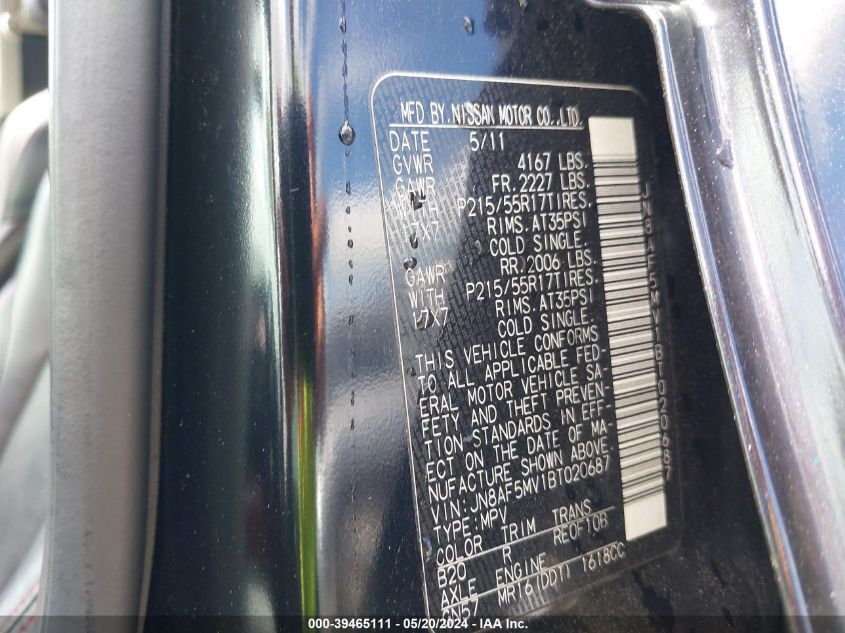 MFD BY.NISSAN MOTOR CO.,LTD.
DATE 5/11
GVWR 4167 LBS.
GAWR FR.2227 LBS.
WITH P215/55R17TIRES.
17X7 RIMS.AT35PSI
COLD SINGLE.
GAWR RR.2006 LBS.
WITH P215/55R17TIRES.
17X7 RIMS.AT35PSI
COLD SINGLE.
THIS VEHICLE CONFORMS
TO ALL APPLICABLE FED-
ERAL MOTOR VEHICLE SA-
FETY AND THEFT PREVEN-
TION STANDARDS IN EFF-
ECT ON THE DATE OF MA-
NUFACTURE SHOWN ABOVE.
VIN:JN8AF5MV1BT020687
TYPE:MPV
COLOR TRIM TRANS
B20 R RE0F10B
AXLE ENGINE
RN57 MR16(DDT) 1618CC
JN8AF5MV1BT020687
000-39465111 - 05/20/2024 - IAA Inc.